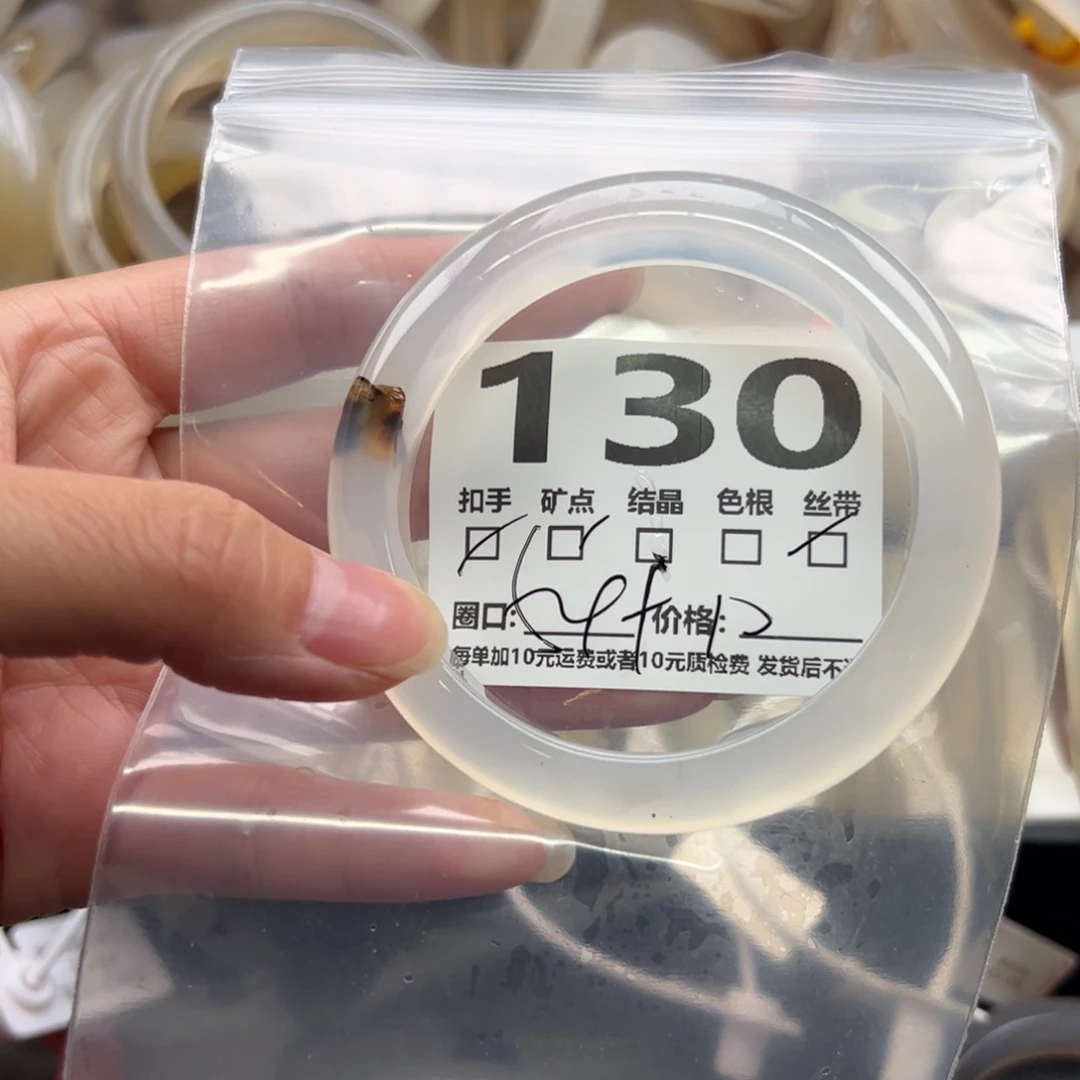 130
扣手 矿点 结晶 色根 丝带
圈口: 价格:
每单加10元运费或者10元质检费 发货后不